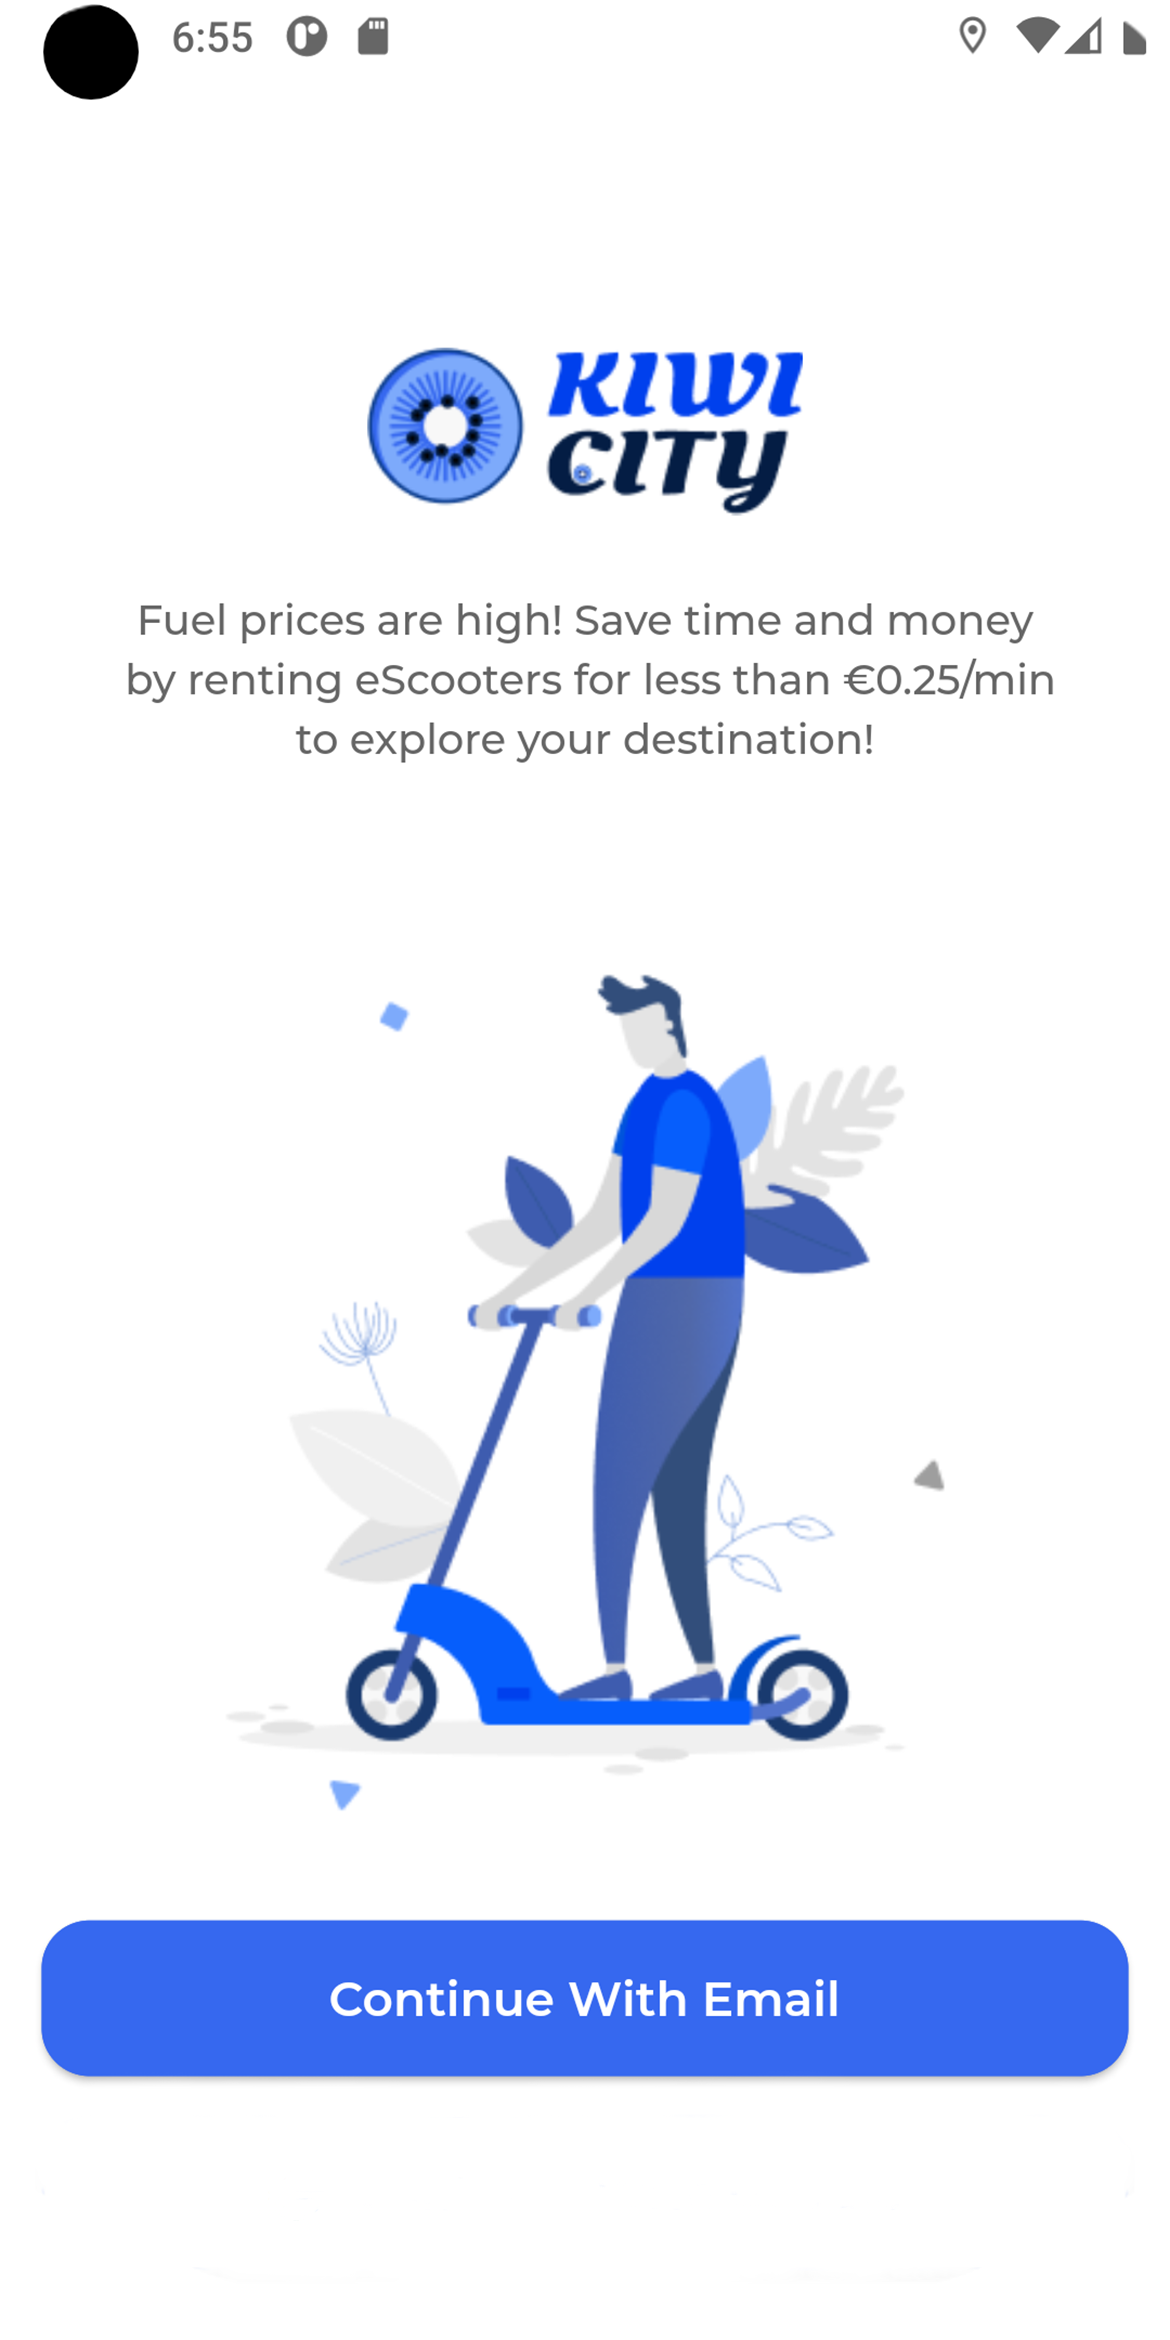 6:55
KIWI
CITY
Fuel prices are high! Save time and money
by renting eScooters for less than €0.25/min
to explore your destination!
Continue With Email